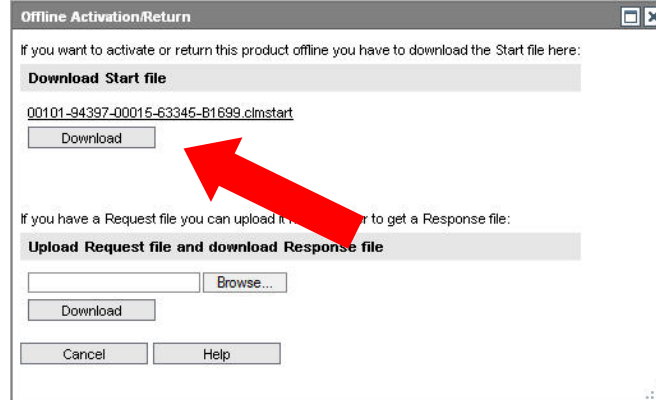 Offline Activation/Return
If you want to activate or return this product offline you have to download the Start file here:
Download Start file
00101-94397-00015-63345-B1699.clmstart
Download
If you have a Request file you can upload it r to get a Response file:
Upload Request file and download Response file
Browse...
Download
Cancel Help